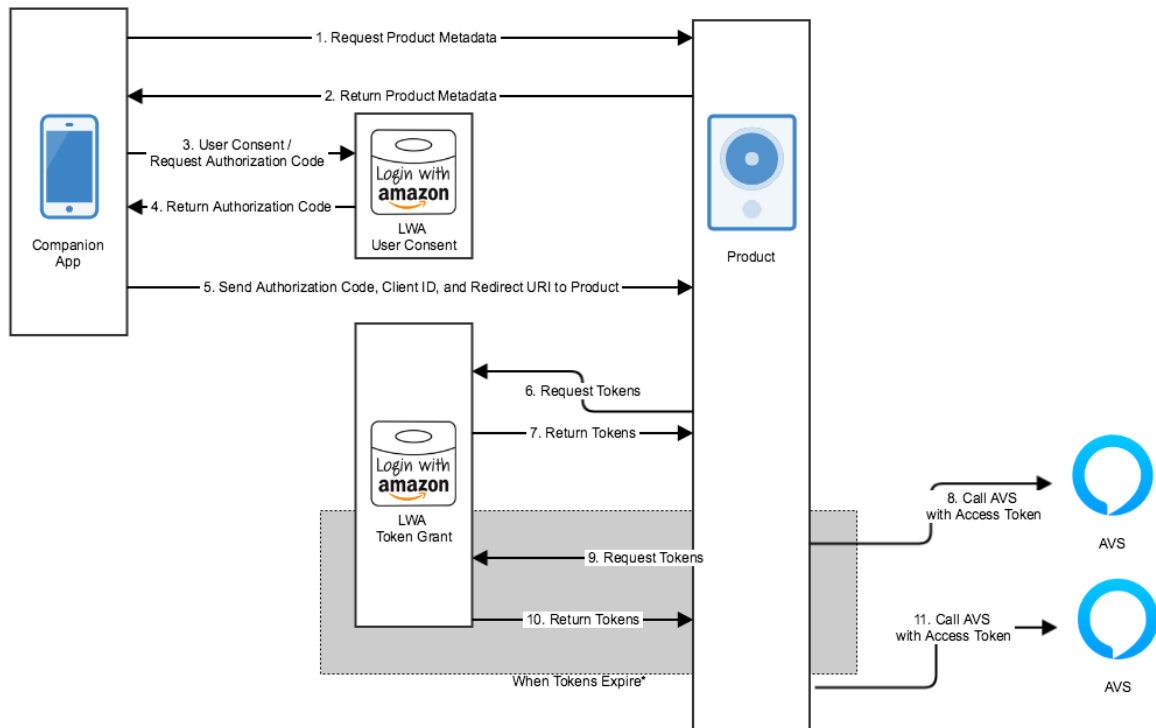 1. Request Product Metadata
2. Return Product Metadata
3. User Consent /
Request Authorization Code
Login with
amazon
4. Return Authorization Code
LWA
User Consent
Companion
App
Product
5. Send Authorization Code, Client ID, and Redirect URI to Product
6. Request Tokens
7. Return Tokens
Login with
amazon
LWA
Token Grant
8. Call AVS
with Access Token
AVS
9. Request Tokens
10. Return Tokens
11. Call AVS
with Access Token
AVS
When Tokens Expire*